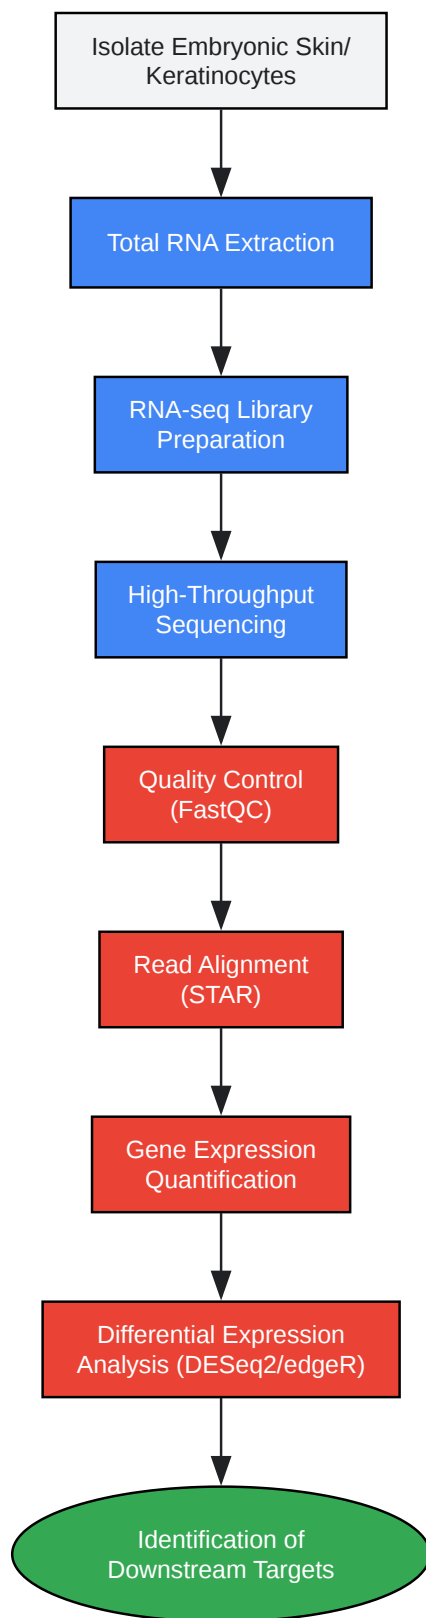 Isolate Embryonic Skin/
Keratinocytes
Total RNA Extraction
RNA-seq Library
Preparation
High-Throughput
Sequencing
Quality Control
(FastQC)
Read Alignment
(STAR)
Gene Expression
Quantification
Differential Expression
Analysis (DESeq2/edgeR)
Identification of
Downstream Targets